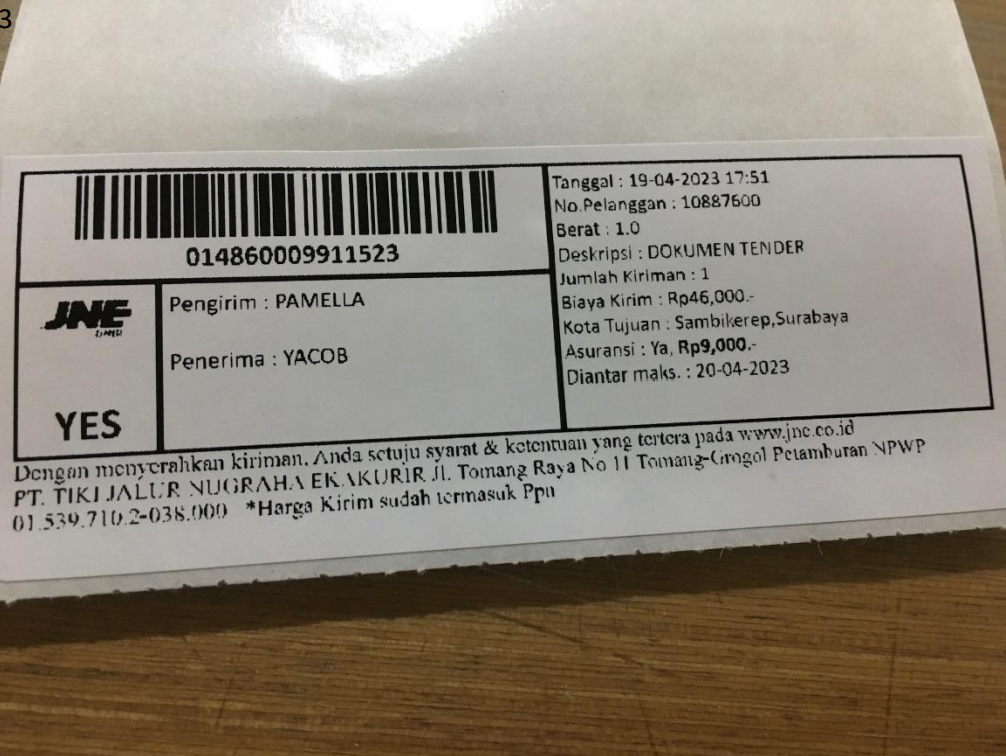 3
014860009911523
JNE
YES
Pengirim : PAMELLA
Penerima : YACOB
Tanggal : 19-04-2023 17:51
No.Pelanggan : 10887600
Berat : 1.0
Deskripsi : DOKUMEN TENDER
Jumlah Kiriman : 1
Biaya Kirim : Rp46,000.-
Kota Tujuan : Sambikerep,Surabaya
Asuransi : Ya, Rp9,000.-
Diantar maks. : 20-04-2023
Dengan menyerahkan kiriman, Anda setuju syarat & ketentuan yang tertera pada www.jne.co.id
PT. TIKI JALUR NUGRAHA EKAKURIR Jl. Tomang Raya No 11 Tomang-Grogol Petamburan NPWP
01.539.710.2-038.000 *Harga Kirim sudah termasuk Ppn